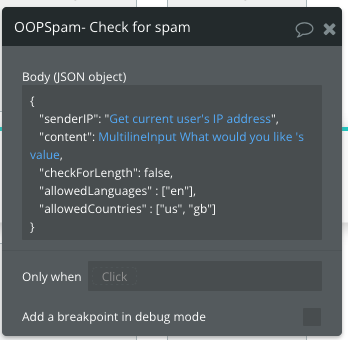 OOPSpam- Check for spam
Body (JSON object)
{
"senderIP": "Get current user's IP address",
"content": MultilineInput What would you like 's
value,
"checkForLength": false,
"allowedLanguages" : ["en"],
"allowedCountries" : ["us", "gb"]
}
Only when Click
Add a breakpoint in debug mode